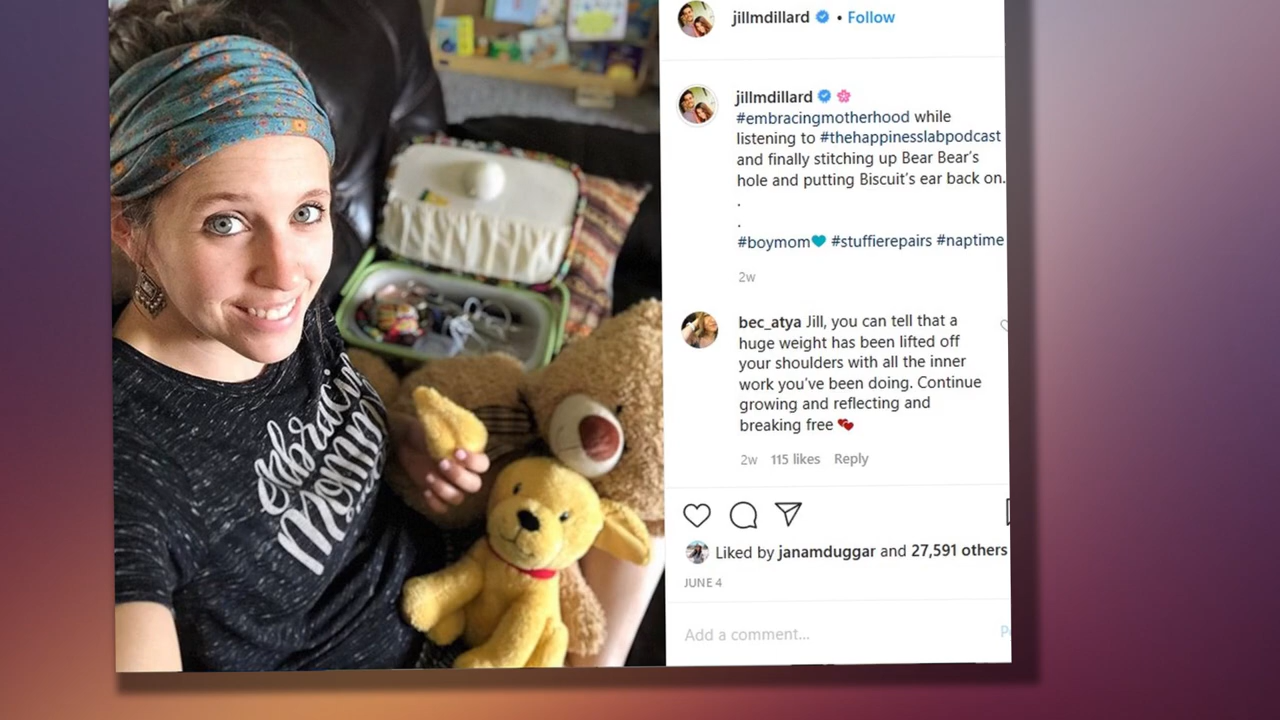 jillmdillard • Follow
jillmdillard
#embracingmotherhood while
listening to #thehappinesslabpodcast
and finally stitching up Bear Bear's
hole and putting Biscuit's ear back on.
.
.
#boymom #stuffierepairs #naptime
2w
bec_atya Jill, you can tell that a
huge weight has been lifted off
your shoulders with all the inner
work you've been doing. Continue
growing and reflecting and
breaking free
2w 115 likes Reply
Liked by janamduggar and 27,591 others
JUNE 4
Add a comment...
embracing
Mommy